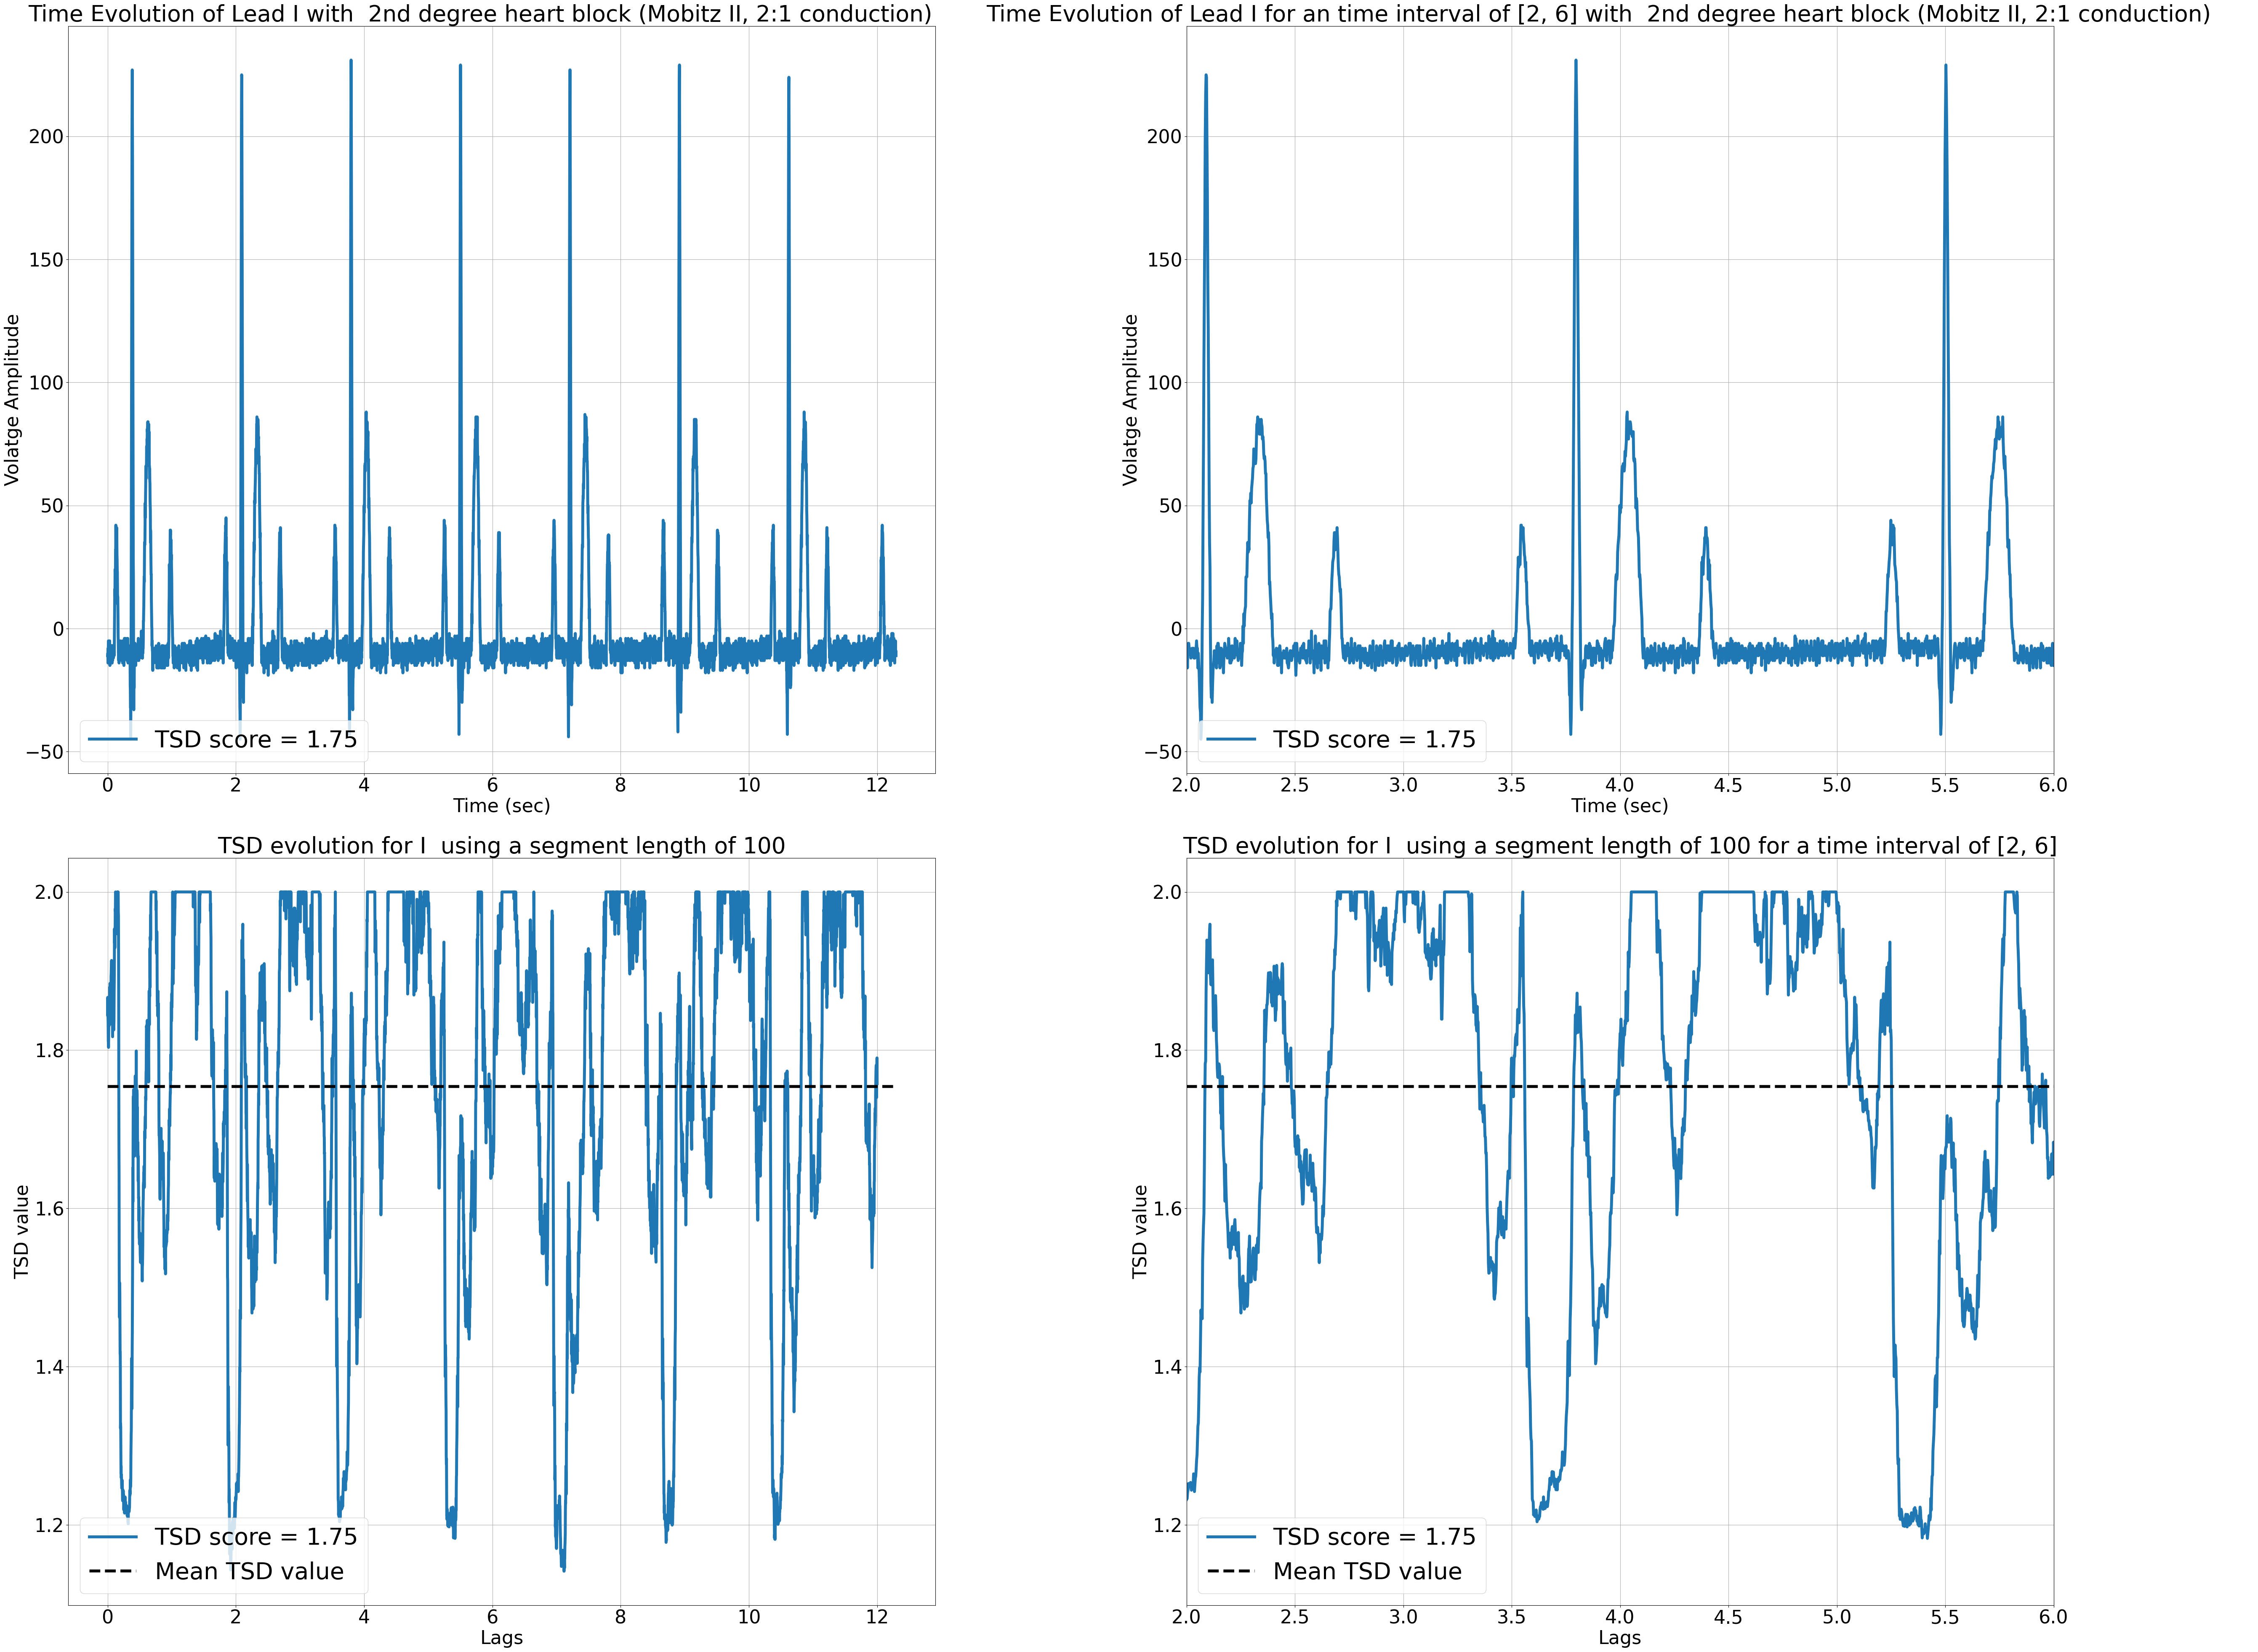 Time Evolution of Lead I with  2nd degree heart block (Mobitz II, 2:1 conduction)
Volatge Amplitude
200
150
100
50
0
−50
TSD score = 1.75
0 2 4 6 8 10 12
Time (sec)
Time Evolution of Lead I for an time interval of [2, 6] with  2nd degree heart block (Mobitz II, 2:1 conduction)
Volatge Amplitude
200
150
100
50
0
−50
TSD score = 1.75
2.0 2.5 3.0 3.5 4.0 4.5 5.0 5.5 6.0
Time (sec)
TSD evolution for I  using a segment length of 100
TSD value
2.0
1.8
1.6
1.4
1.2
TSD score = 1.75
Mean TSD value
0 2 4 6 8 10 12
Lags
TSD evolution for I  using a segment length of 100 for a time interval of [2, 6]
TSD value
2.0
1.8
1.6
1.4
1.2
TSD score = 1.75
Mean TSD value
2.0 2.5 3.0 3.5 4.0 4.5 5.0 5.5 6.0
Lags